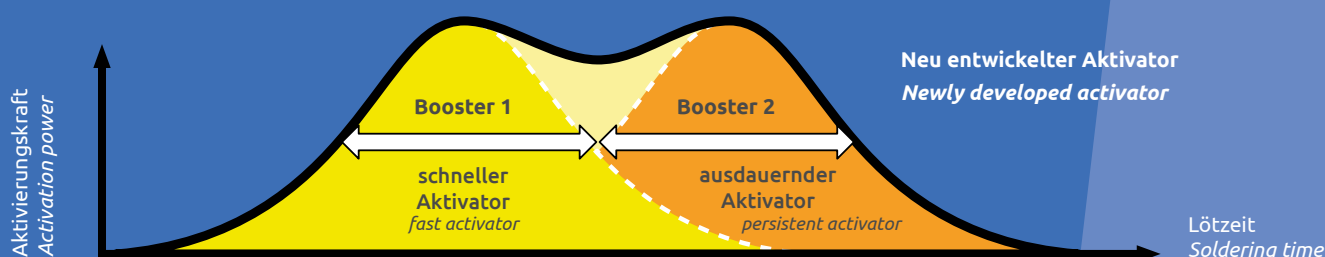 Aktivierungskraft
Activation power
Booster 1
schneller
Aktivator
fast activator
Booster 2
ausdauernder
Aktivator
persistent activator
Neu entwickelter Aktivator
Newly developed activator
Lötzeit
Soldering time